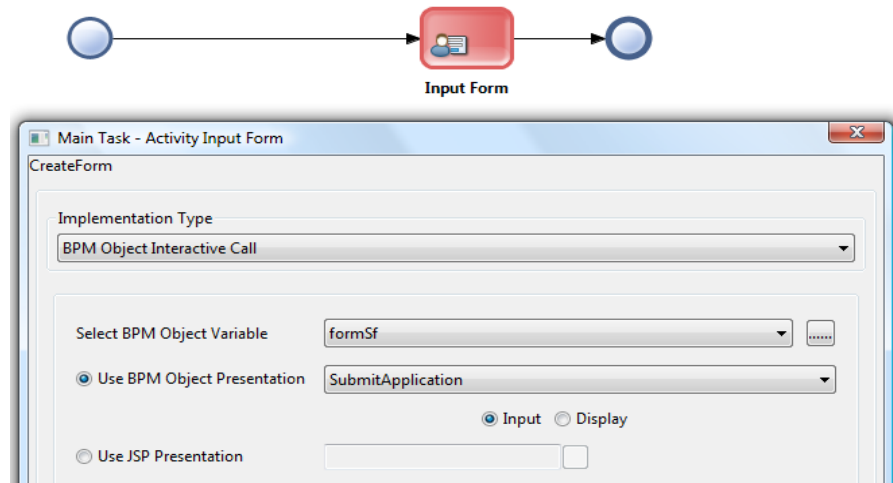 Input Form
Main Task - Activity Input Form
CreateForm
Implementation Type
BPM Object Interactive Call
Select BPM Object Variable formSf ......
Use BPM Object Presentation SubmitApplication
Input Display
Use JSP Presentation